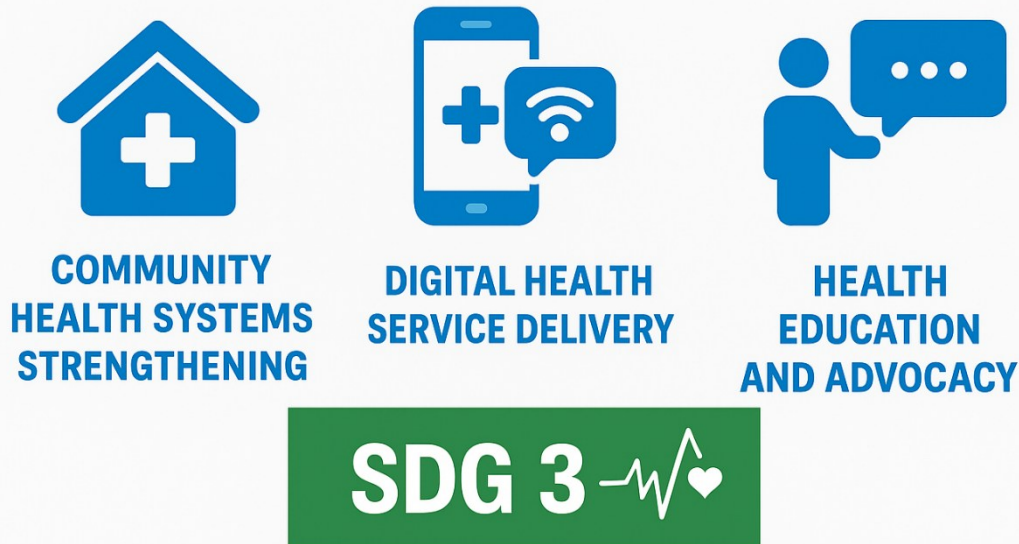 COMMUNITY
HEALTH SYSTEMS
STRENGTHENING
DIGITAL HEALTH
SERVICE DELIVERY
HEALTH
EDUCATION
AND ADVOCACY
SDG 3